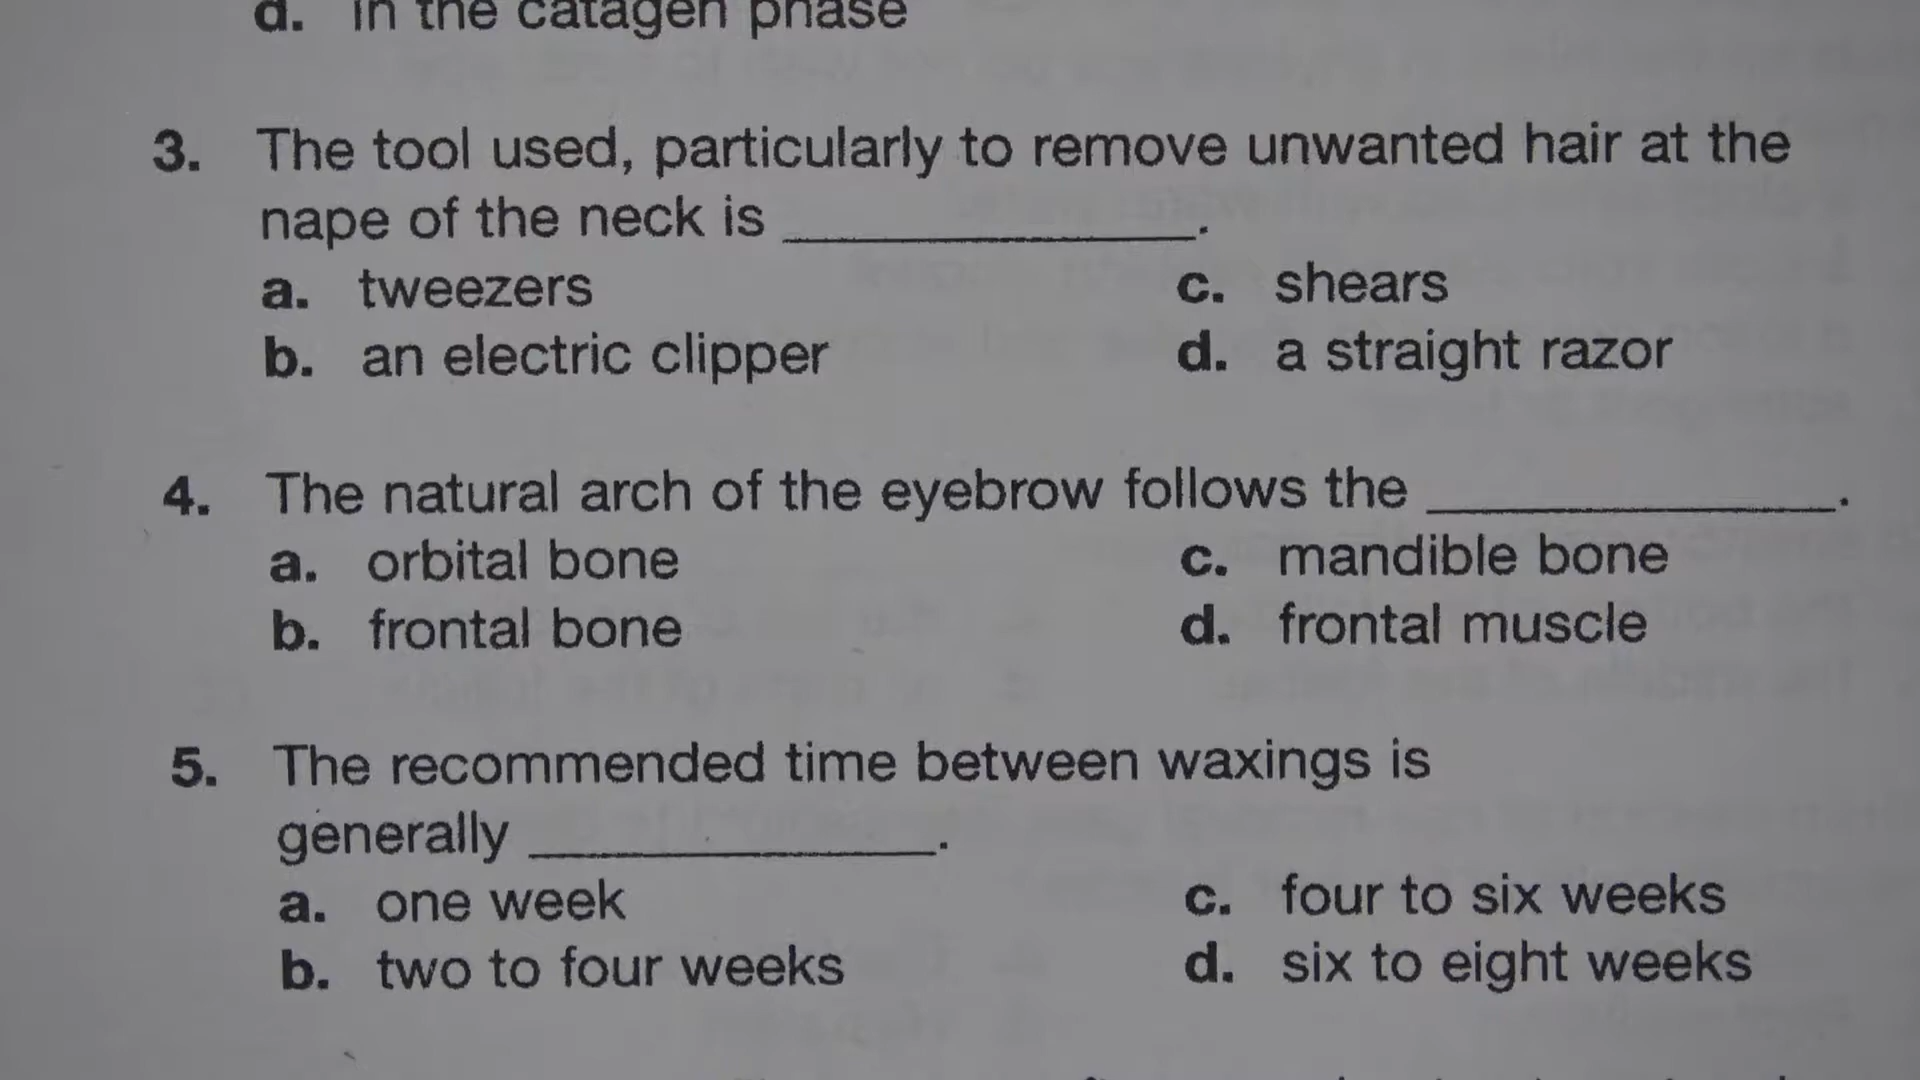 d. in the catagen phase
3. The tool used, particularly to remove unwanted hair at the
nape of the neck is ____________.
a. tweezers c. shears
b. an electric clipper d. a straight razor
4. The natural arch of the eyebrow follows the ____________.
a. orbital bone c. mandible bone
b. frontal bone d. frontal muscle
5. The recommended time between waxings is
generally ____________.
a. one week c. four to six weeks
b. two to four weeks d. six to eight weeks